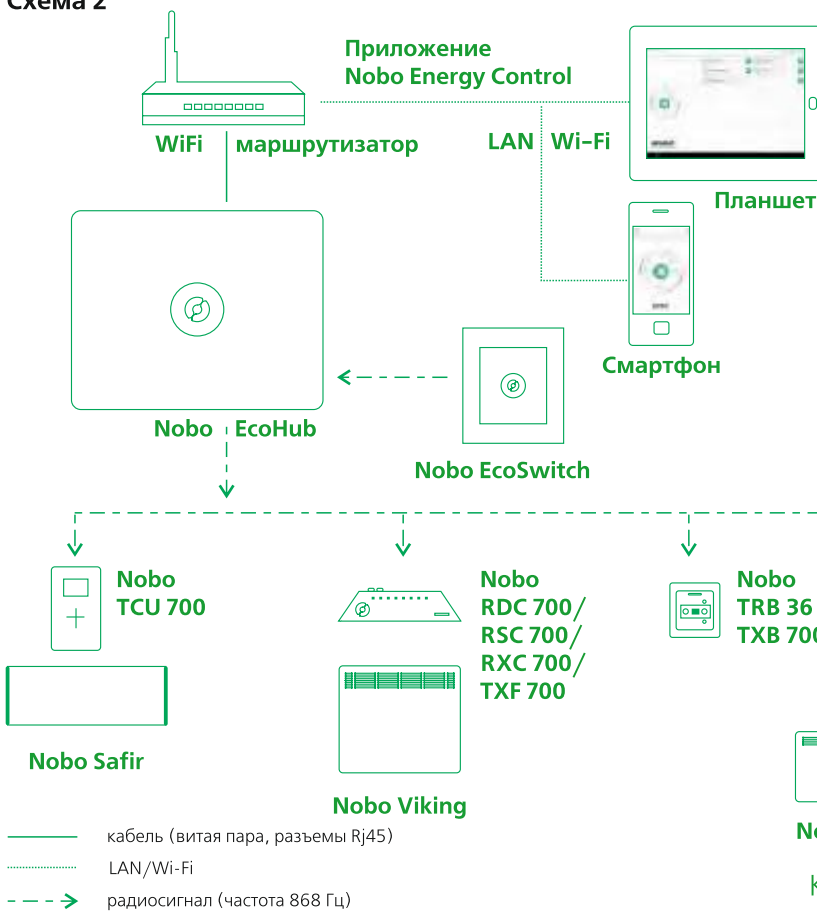 Схема 2
Приложение
Nobo Energy Control
WiFi маршрутизатор
LAN Wi-Fi
Планшет
Смартфон
Nobo EcoHub
Nobo EcoSwitch
Nobo
TCU 700
Nobo
RDC 700/
RSC 700/
RXC 700/
TXF 700
Nobo
TRB 36
TXB 700
Nobo Safir
Nobo Viking
кабель (витая пара, разъемы Rj45)
LAN/Wi-Fi
радиосигнал (частота 868 Гц)